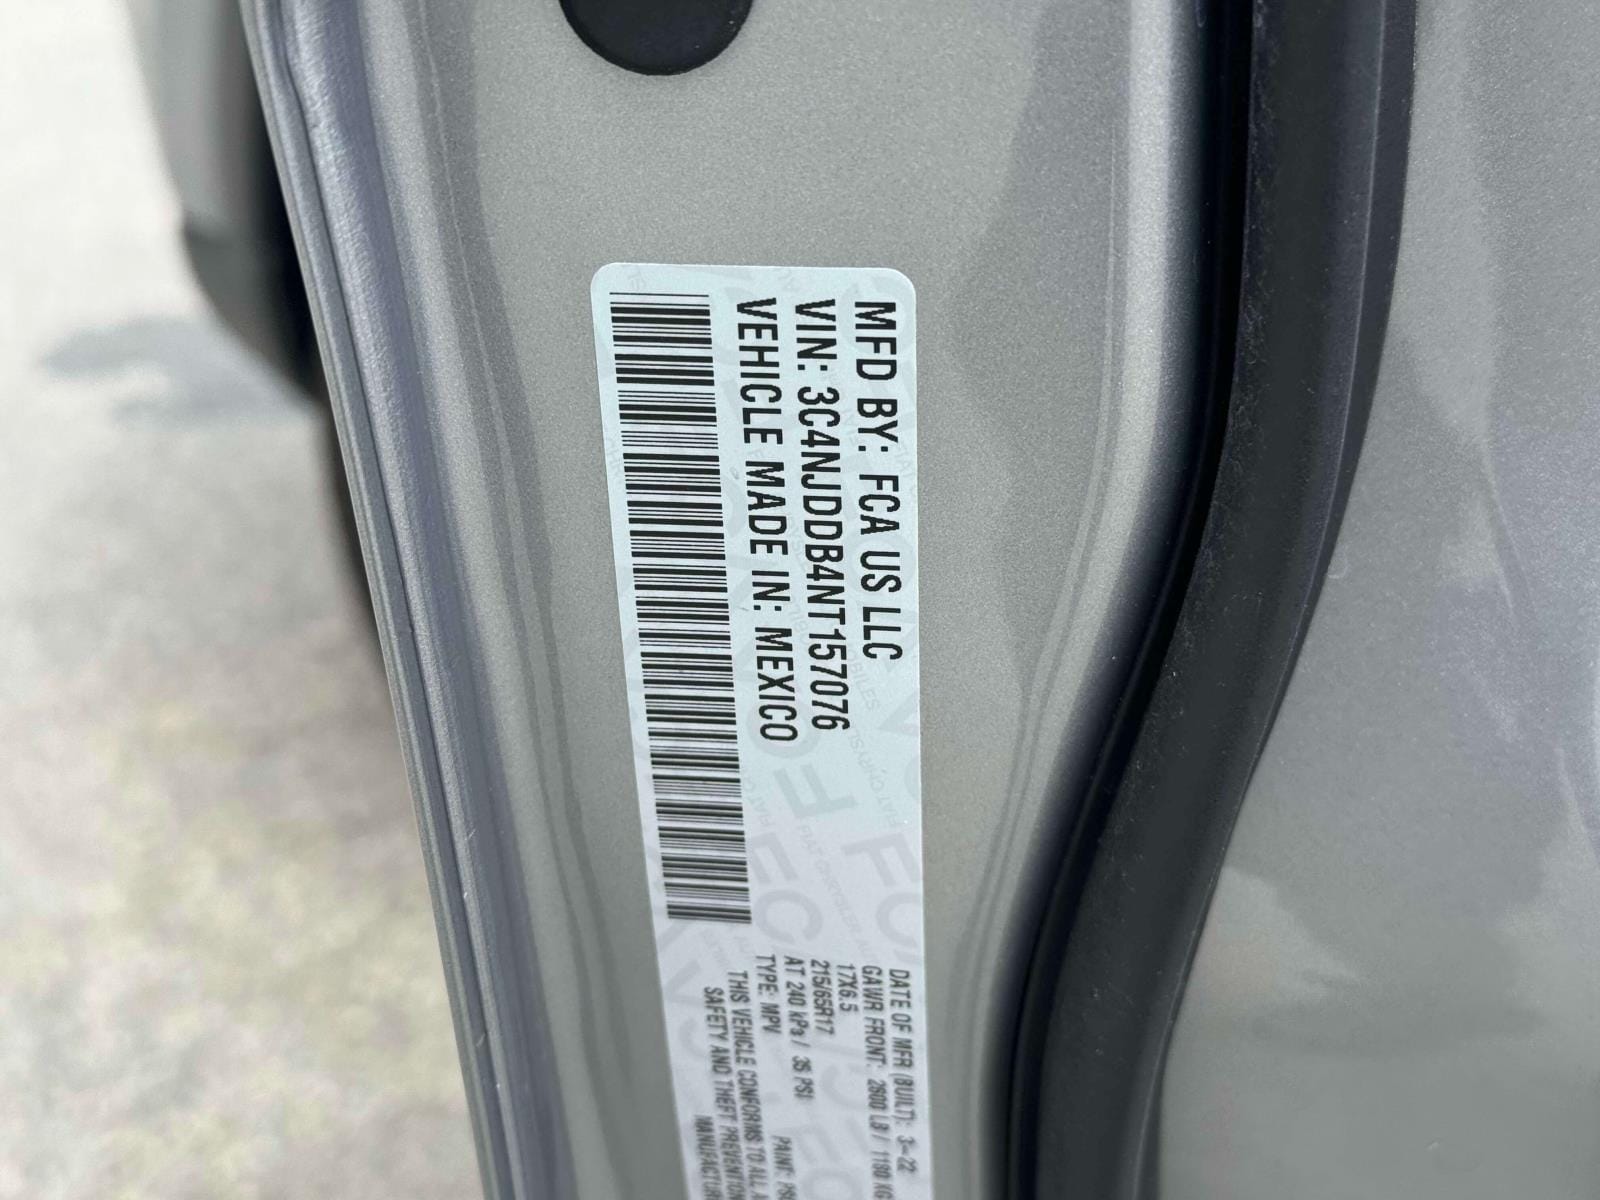 MFD BY: FCA US LLC
VIN: 3C4NJDDB4NT157076
VEHICLE MADE IN: MEXICO
DATE OF MFR (BUILT): 3-22
GAWR FRONT: 2600 LB / 1180 KG
17X6.5
215/65R17
AT 240 kPa / 35 PSI
TYPE: MPV PAINT:
THIS VEHICLE CONFORMS TO ALL
SAFETY AND THEFT PREVENTION